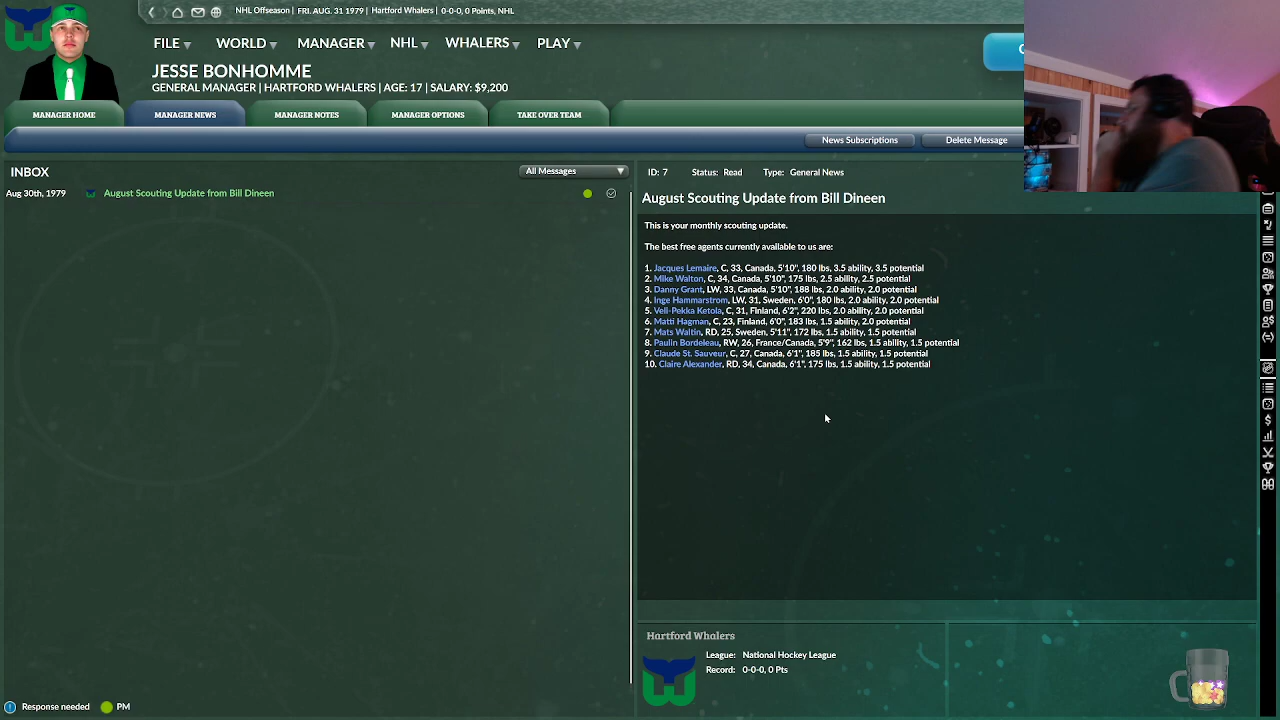 NHL Offseason | FRI. AUG. 31 1979 | Hartford Whalers | 0-0-0, 0 Points, NHL
FILE WORLD MANAGER NHL WHALERS PLAY
JESSE BONHOMME
GENERAL MANAGER | HARTFORD WHALERS | AGE: 17 | SALARY: $9,200
MANAGER HOME MANAGER NEWS MANAGER NOTES MANAGER OPTIONS TAKE OVER TEAM
News Subscriptions Delete Message
INBOX All Messages
Aug 30th, 1979 August Scouting Update from Bill Dineen
ID: 7 Status: Read Type: General News
August Scouting Update from Bill Dineen
This is your monthly scouting update.
The best free agents currently available to us are:
1. Jacques Lemaire, C, 33, Canada, 5'10", 180 lbs, 3.5 ability, 3.5 potential
2. Mike Walton, C, 34, Canada, 5'10", 175 lbs, 2.5 ability, 2.5 potential
3. Danny Grant, LW, 33, Canada, 5'10", 188 lbs, 2.0 ability, 2.0 potential
4. Inge Hammarstrom, LW, 31, Sweden, 6'0", 180 lbs, 2.0 ability, 2.0 potential
5. Veli-Pekka Ketola, C, 31, Finland, 6'2", 220 lbs, 2.0 ability, 2.0 potential
6. Matti Hagman, C, 23, Finland, 6'0", 183 lbs, 1.5 ability, 2.0 potential
7. Mats Waltin, RD, 25, Sweden, 5'11", 172 lbs, 1.5 ability, 1.5 potential
8. Paulin Bordeleau, RW, 26, France/Canada, 5'9", 162 lbs, 1.5 ability, 1.5 potential
9. Claude St. Sauveur, C, 27, Canada, 6'1", 185 lbs, 1.5 ability, 1.5 potential
10. Claire Alexander, RD, 34, Canada, 6'1", 175 lbs, 1.5 ability, 1.5 potential
Hartford Whalers
League: National Hockey League
Record: 0-0-0, 0 Pts
Response needed PM